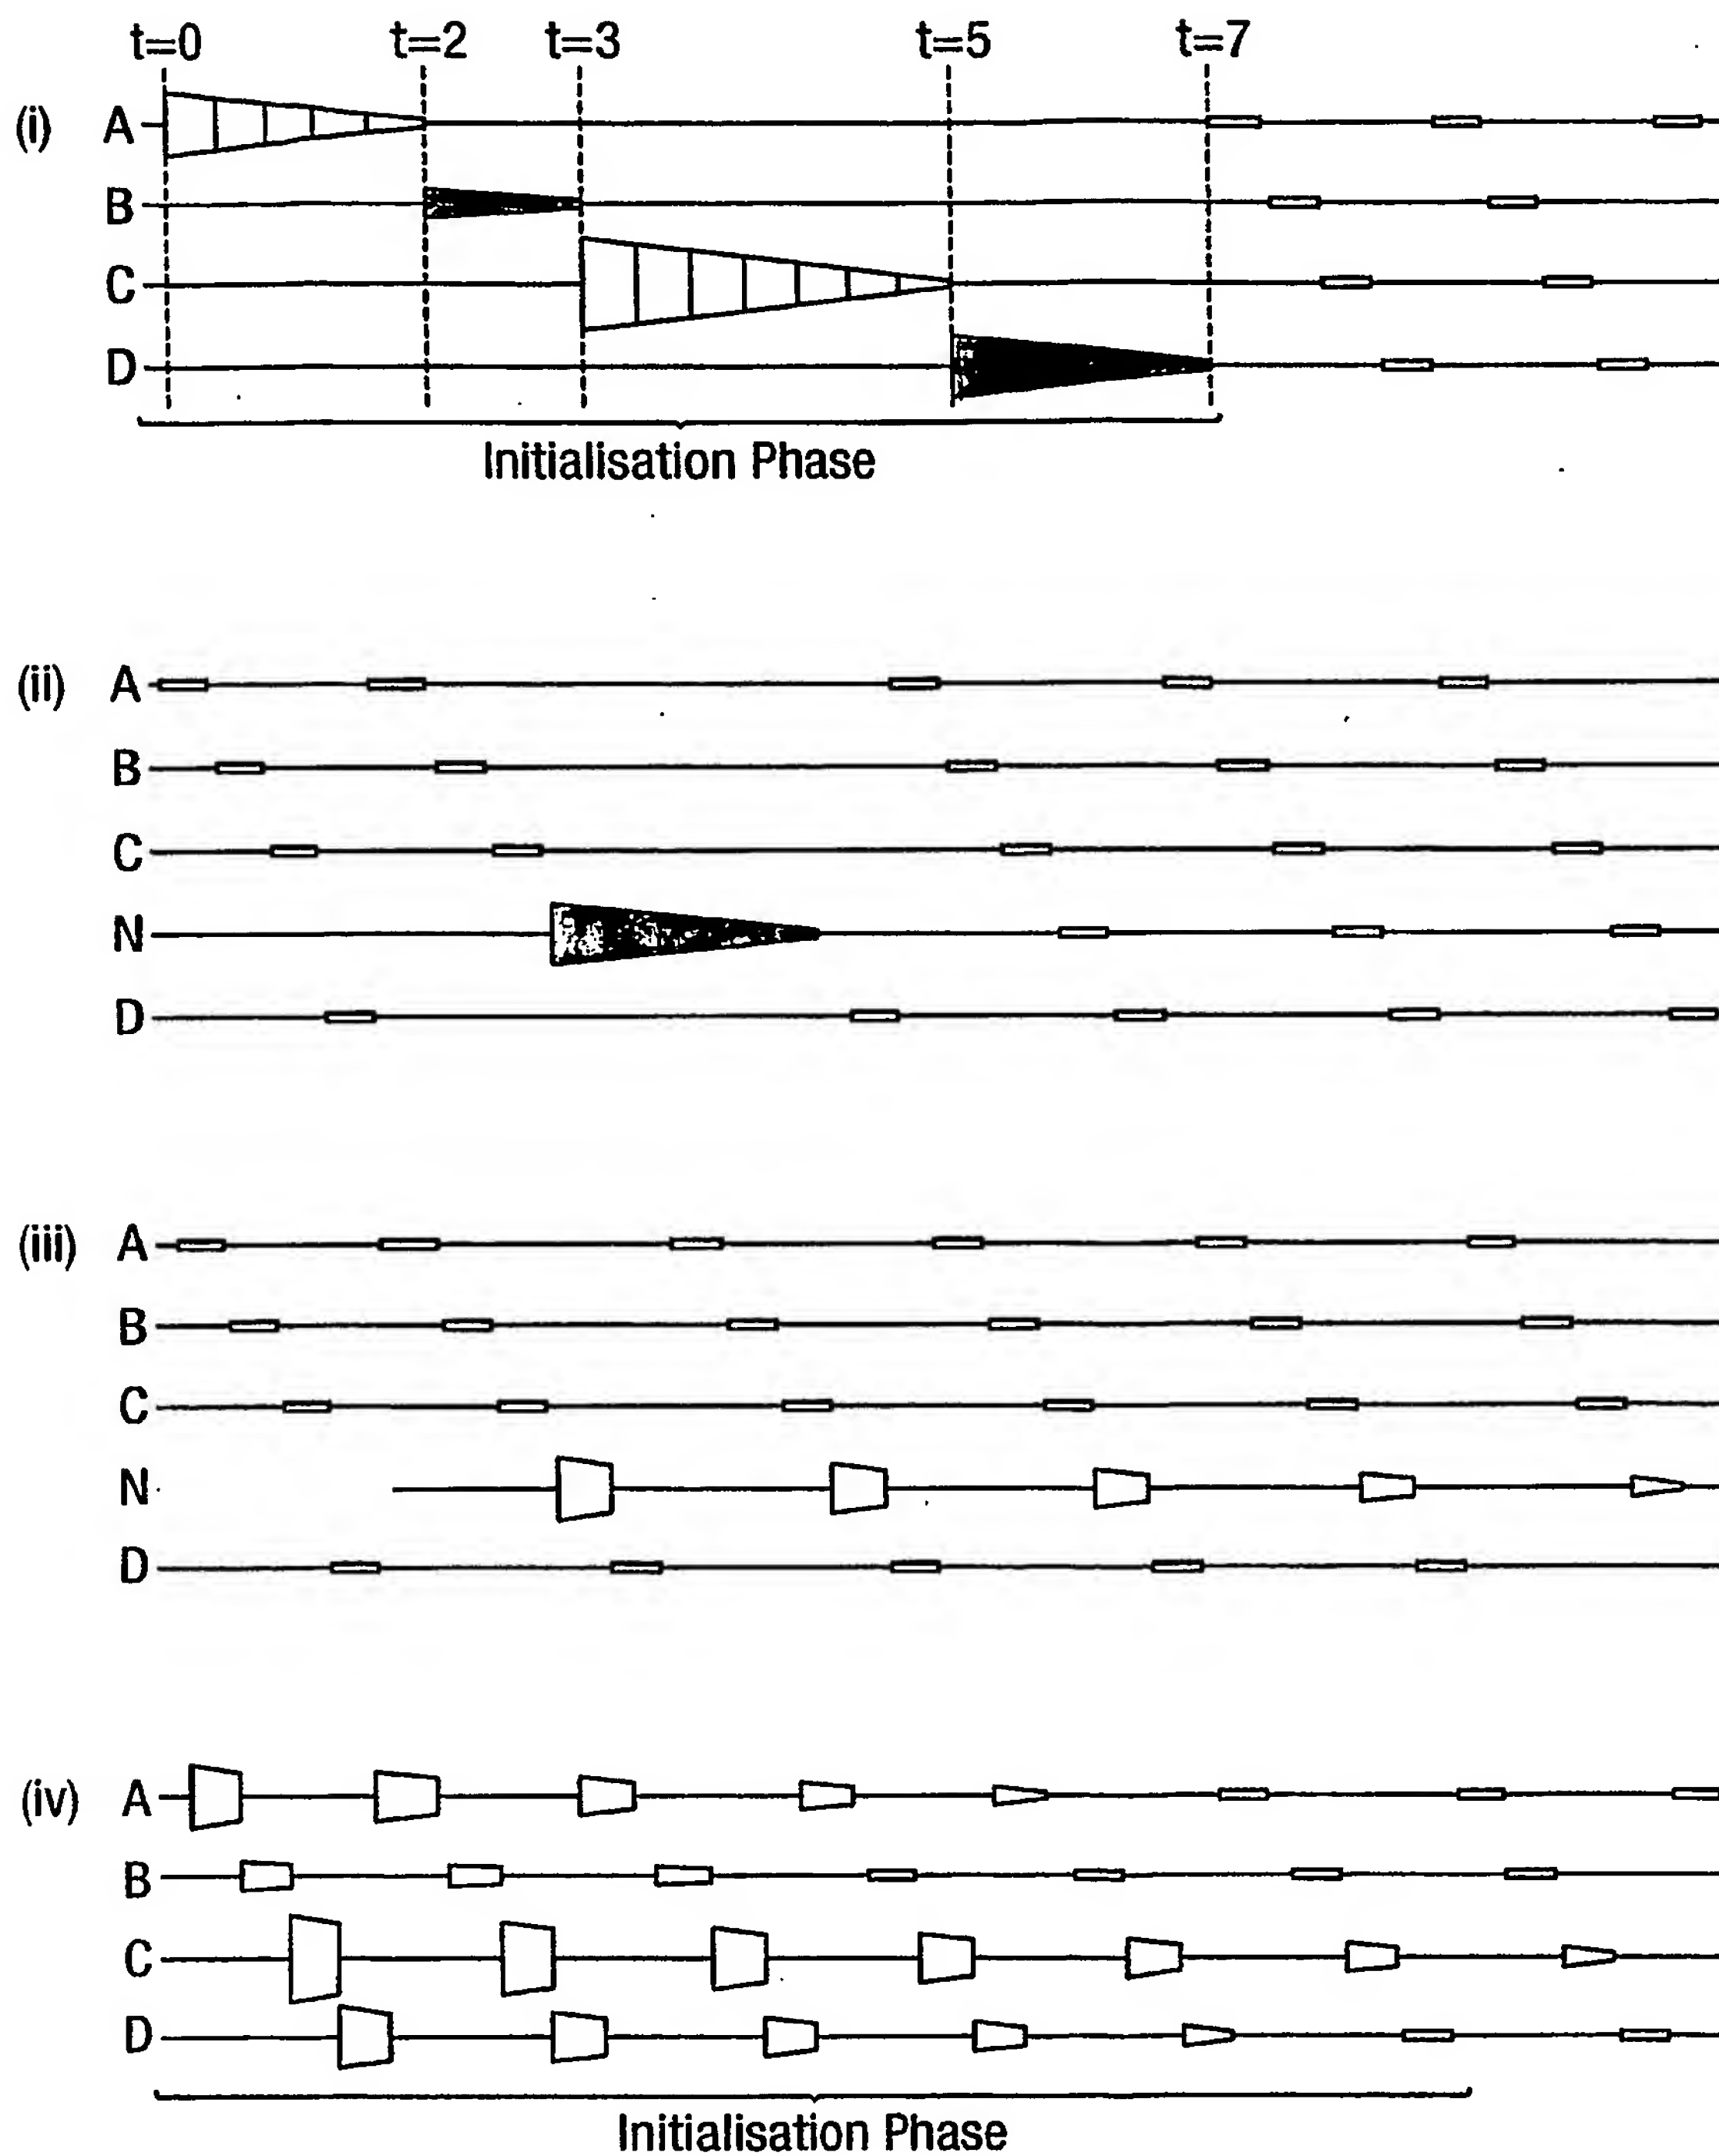 t=0 t=2 t=3 t=5 t=7
(i) A
B
C
D
Initialisation Phase
(ii) A
B
C
N
D
(iii) A
B
C
N
D
(iv) A
B
C
D
Initialisation Phase